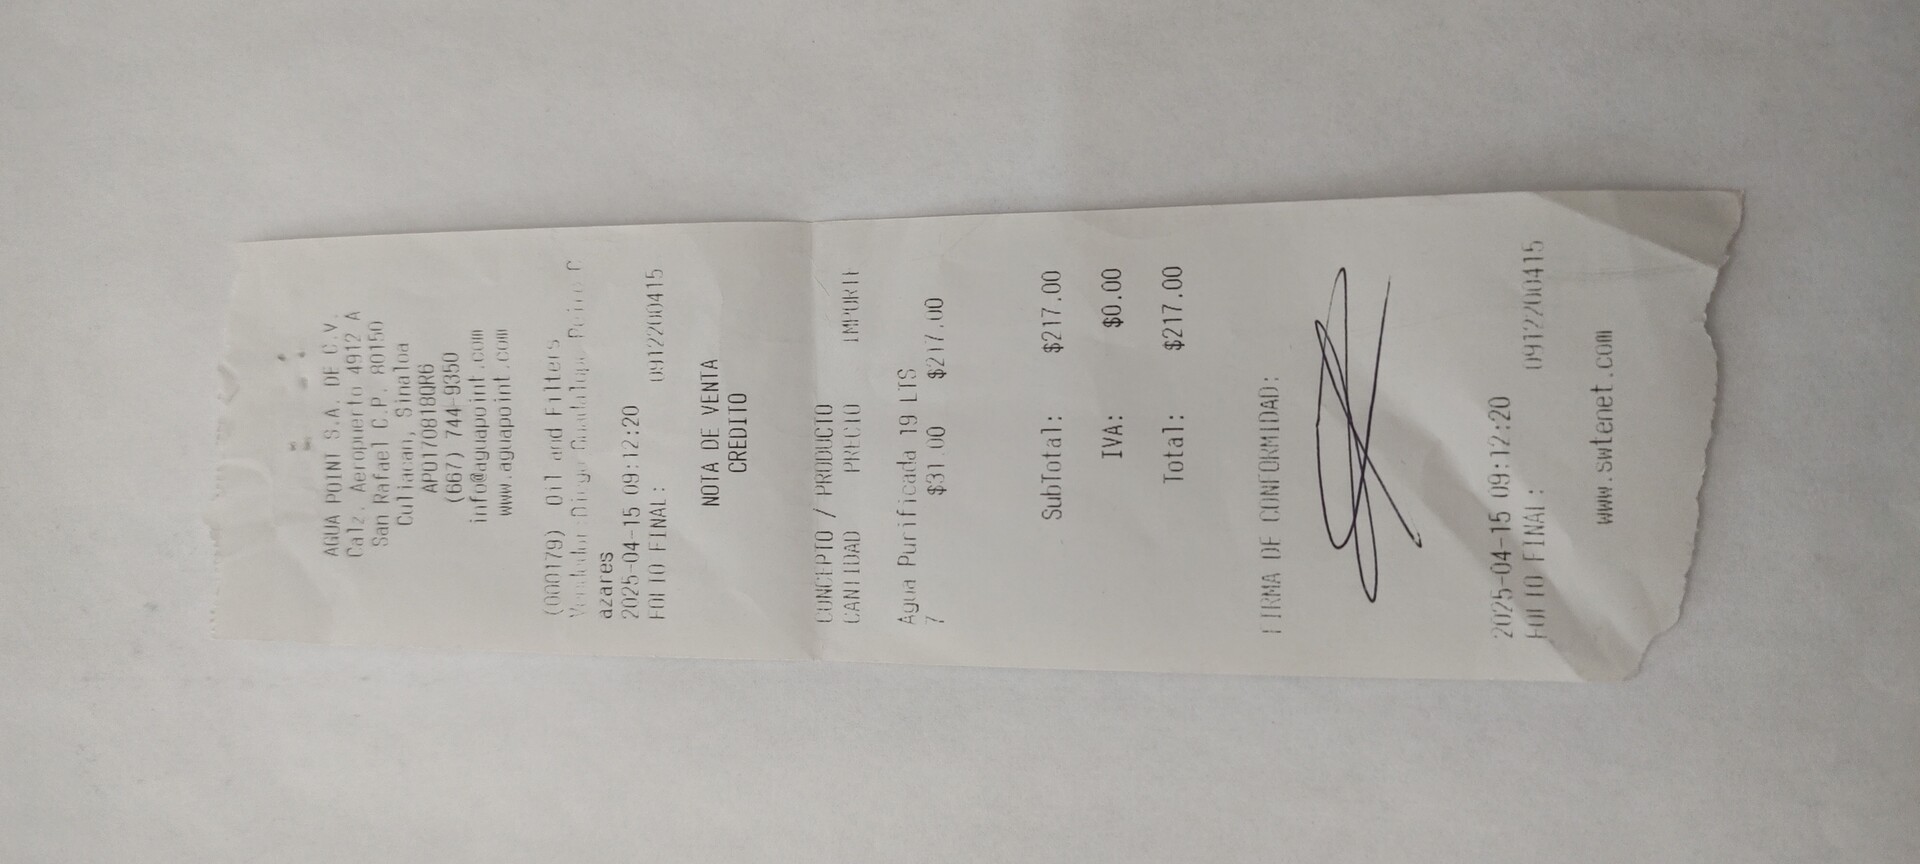 AGUA POINT S.A. DE C.V.
Calz. Aeropuerto 4912 A
San Rafael C.P. 80150
Culiacan, Sinaloa
APO170818QR6
(667) 744-9350
info@aguapoint.com
www.aguapoint.com
(000179) Oil and Filters
Vendedor:Diego Guadalupe
azares
2025-04-15 09:12:20
FOLIO FINAL: 0912200415
NOTA DE VENTA
CREDITO
CONCEPTO / PRODUCTO
CANTIDAD PRECIO IMPORTE
Agua Purificada 19 LTS
7 $31.00 $217.00
SubTotal: $217.00
IVA: $0.00
Total: $217.00
FIRMA DE CONFORMIDAD:
2025-04-15 09:12:20
FOLIO FINAL: 0912200415
www.swtenet.com